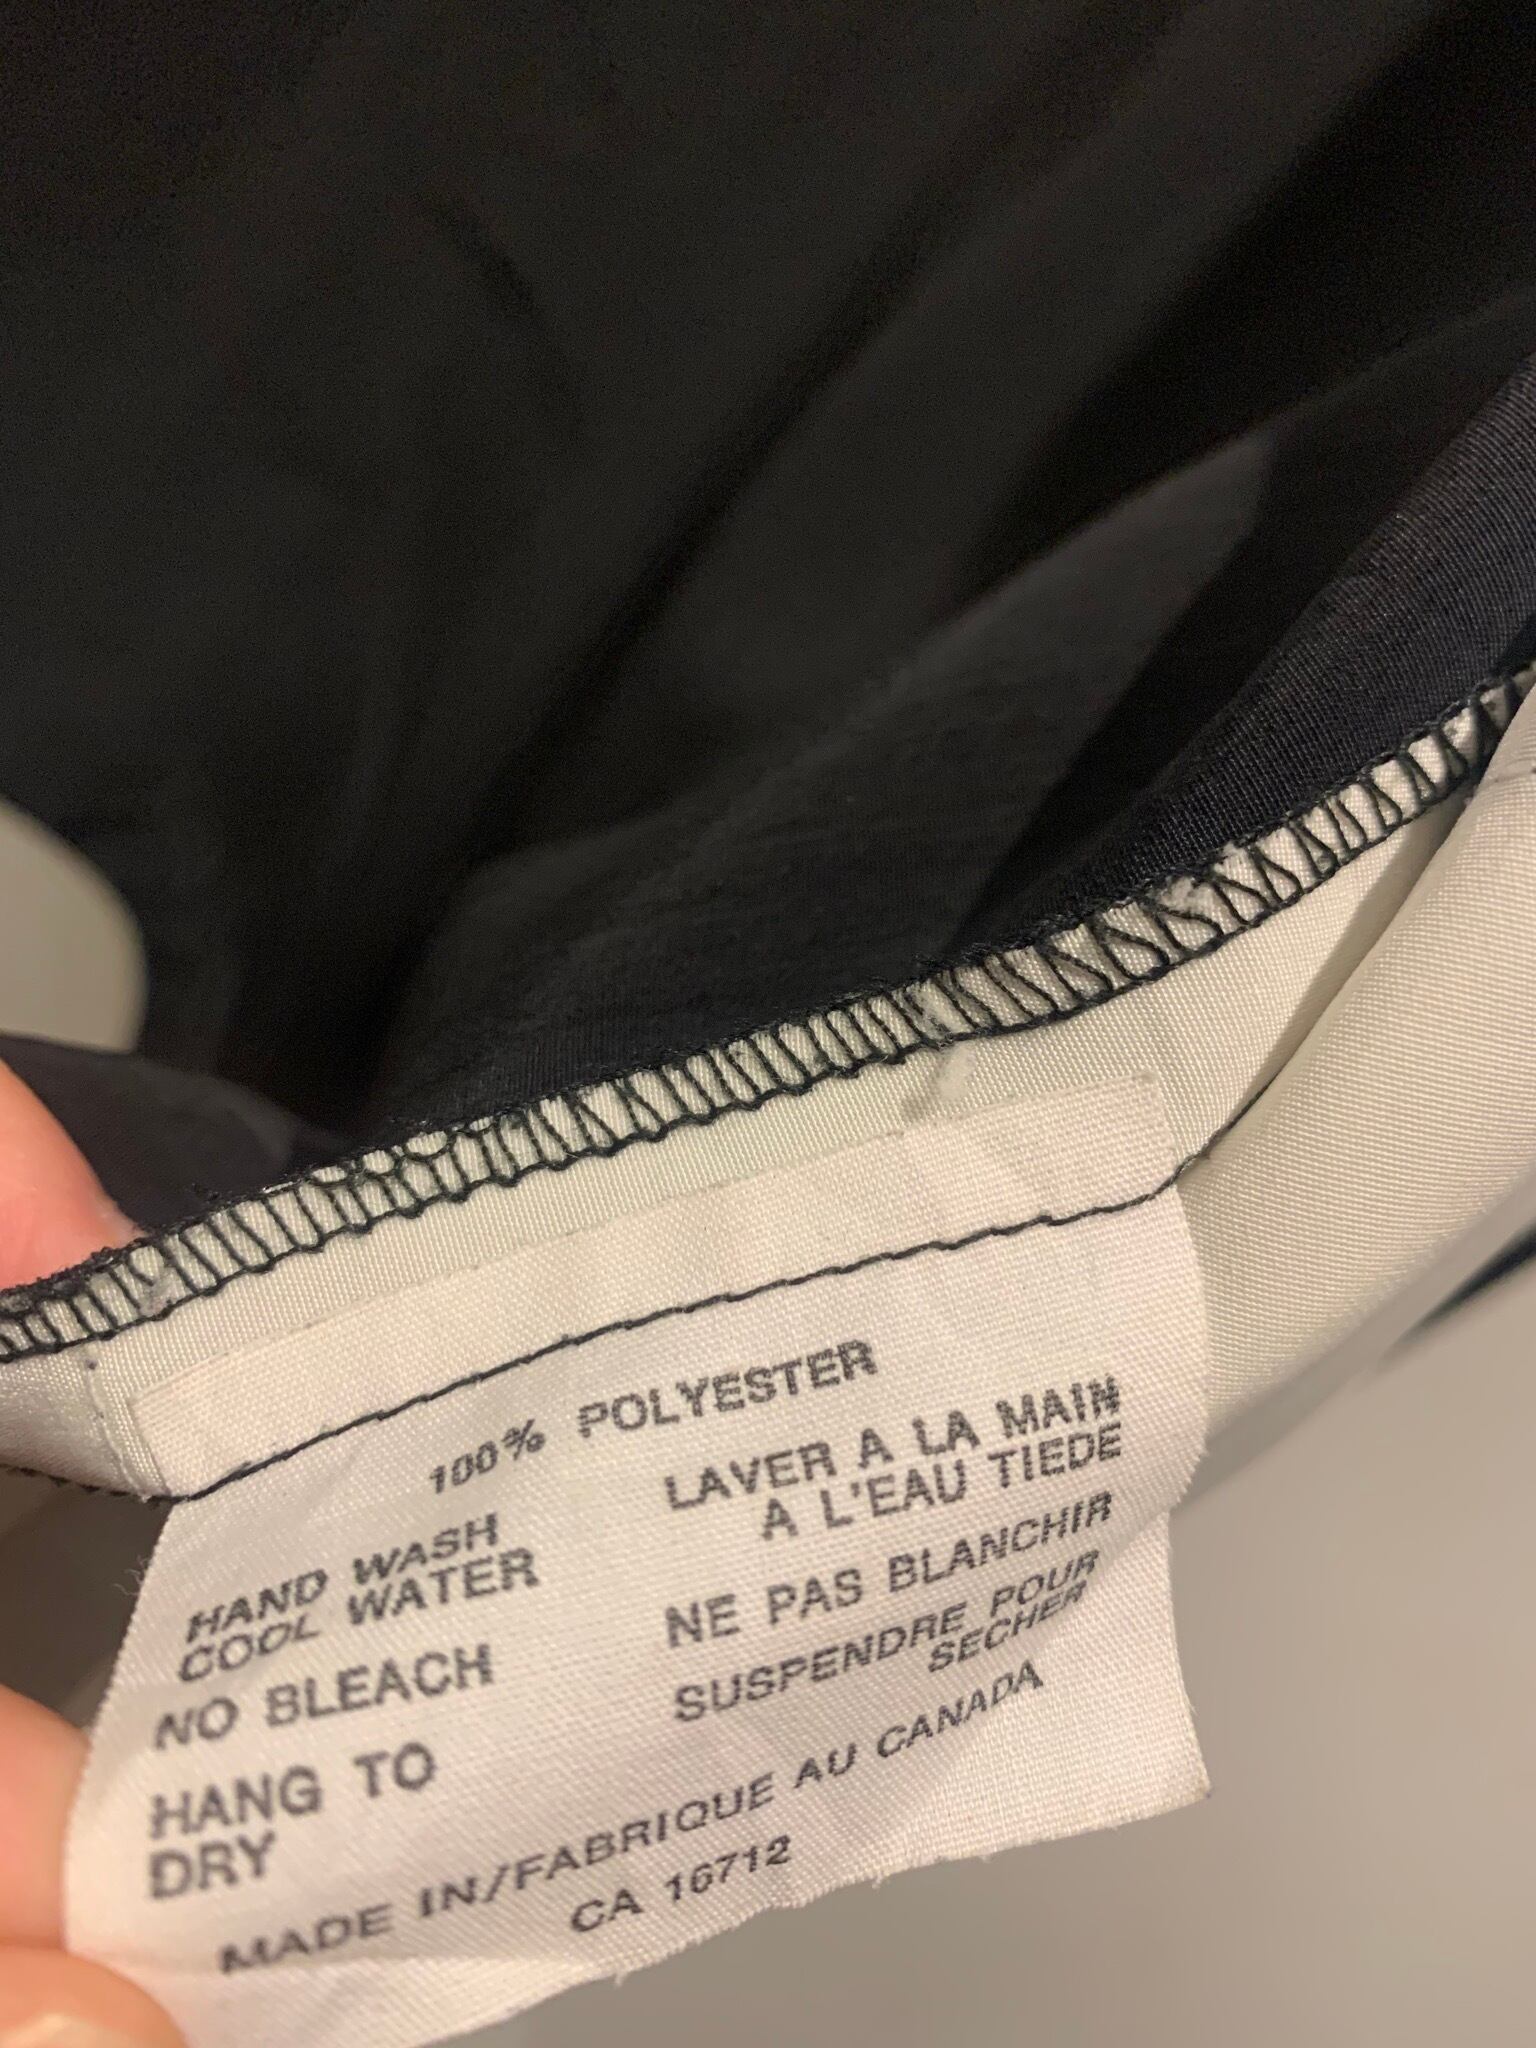 100% POLYESTER
HAND WASH
COOL WATER
NO BLEACH
HANG TO
DRY
LAVER A LA MAIN
A L'EAU TIEDE
NE PAS BLANCHIR
SUSPENDRE POUR
SECHER
MADE IN/FABRIQUE AU CANADA
CA 16712